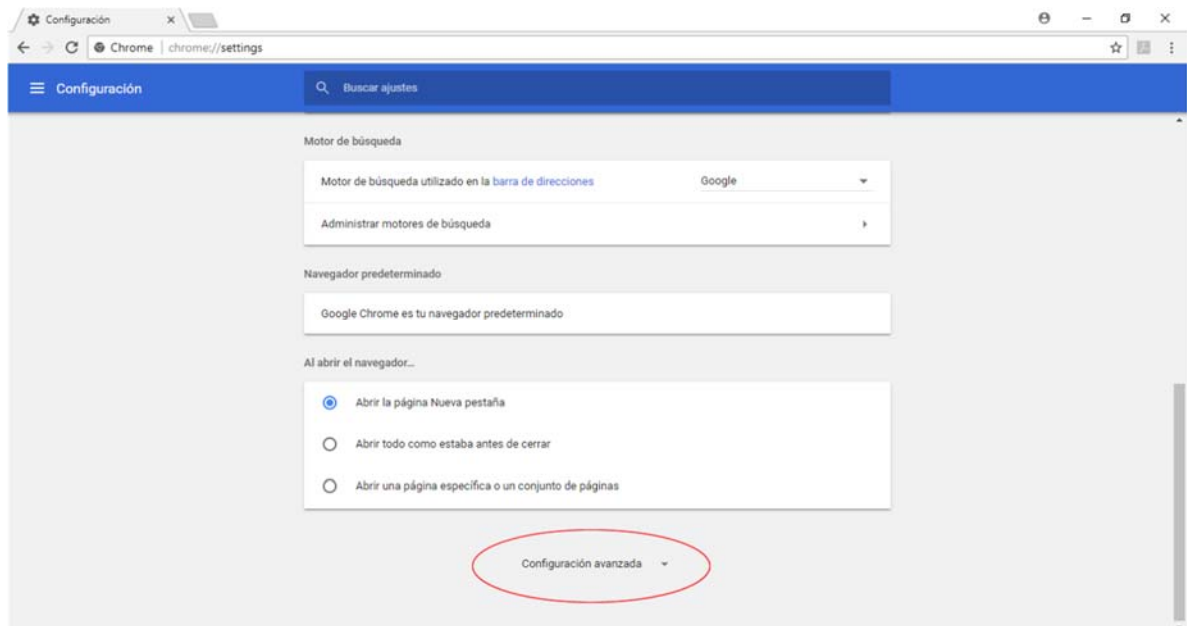 Configuración
Chrome | chrome://settings
Configuración
Buscar ajustes
Motor de búsqueda
Motor de búsqueda utilizado en la barra de direcciones
Google
Administrar motores de búsqueda
Navegador predeterminado
Google Chrome es tu navegador predeterminado
Al abrir el navegador...
Abrir la página Nueva pestaña
Abrir todo como estaba antes de cerrar
Abrir una página específica o un conjunto de páginas
Configuración avanzada